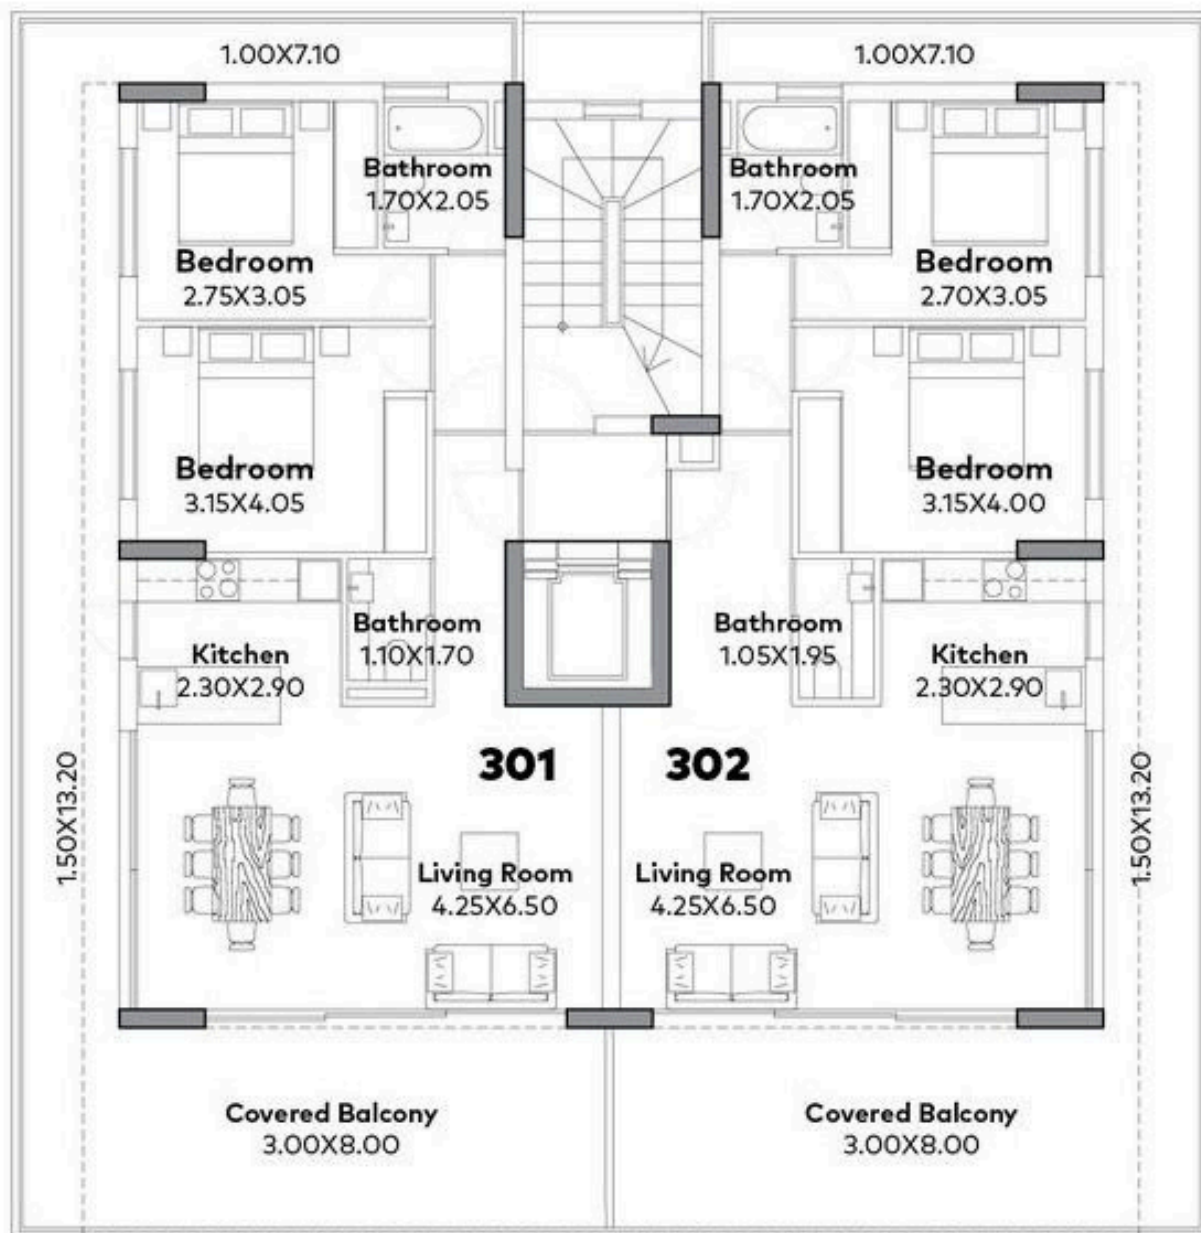 1.00X7.10
1.00X7.10
Bathroom
1.70X2.05
Bathroom
1.70X2.05
Bedroom
2.75X3.05
Bedroom
2.70X3.05
Bedroom
3.15X4.05
Bedroom
3.15X4.00
Bathroom
1.10X1.70
Bathroom
1.05X1.95
Kitchen
2.30X2.90
Kitchen
2.30X2.90
301
302
1.50X13.20
1.50X13.20
Living Room
4.25X6.50
Living Room
4.25X6.50
Covered Balcony
3.00X8.00
Covered Balcony
3.00X8.00